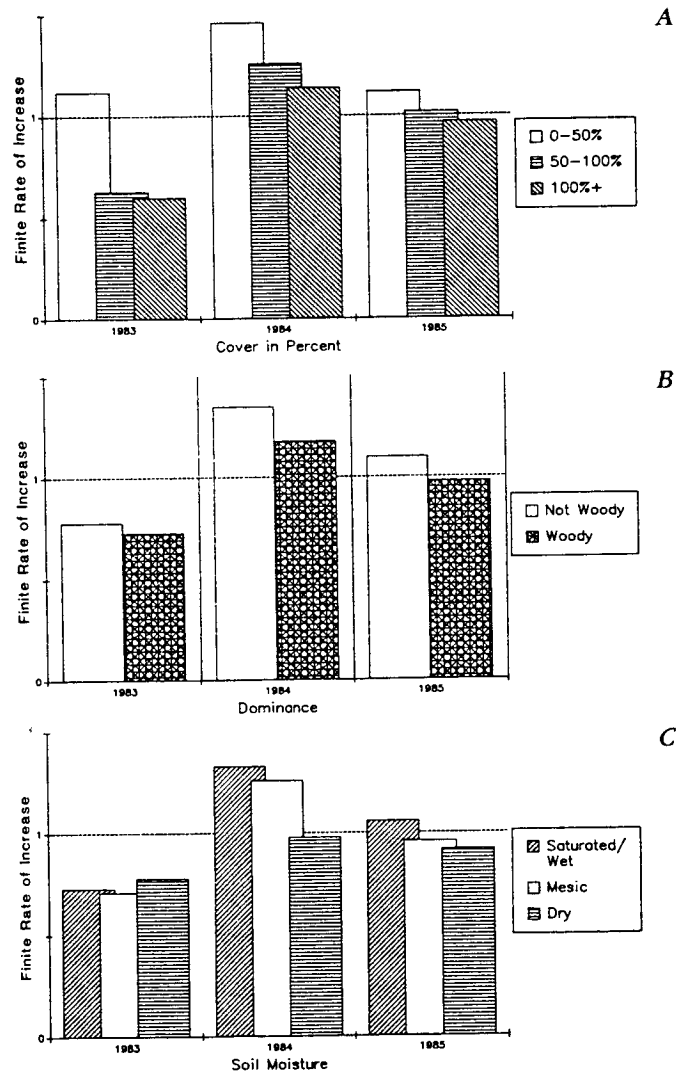 A
Finite Rate of Increase
1
0
1983
1984
1985
Cover in Percent
0-50%
50-100%
100%+
B
Finite Rate of Increase
1
0
1983
1984
1985
Dominance
Not Woody
Woody
C
Finite Rate of Increase
1
0
1983
1984
1985
Soil Moisture
Saturated/
Wet
Mesic
Dry